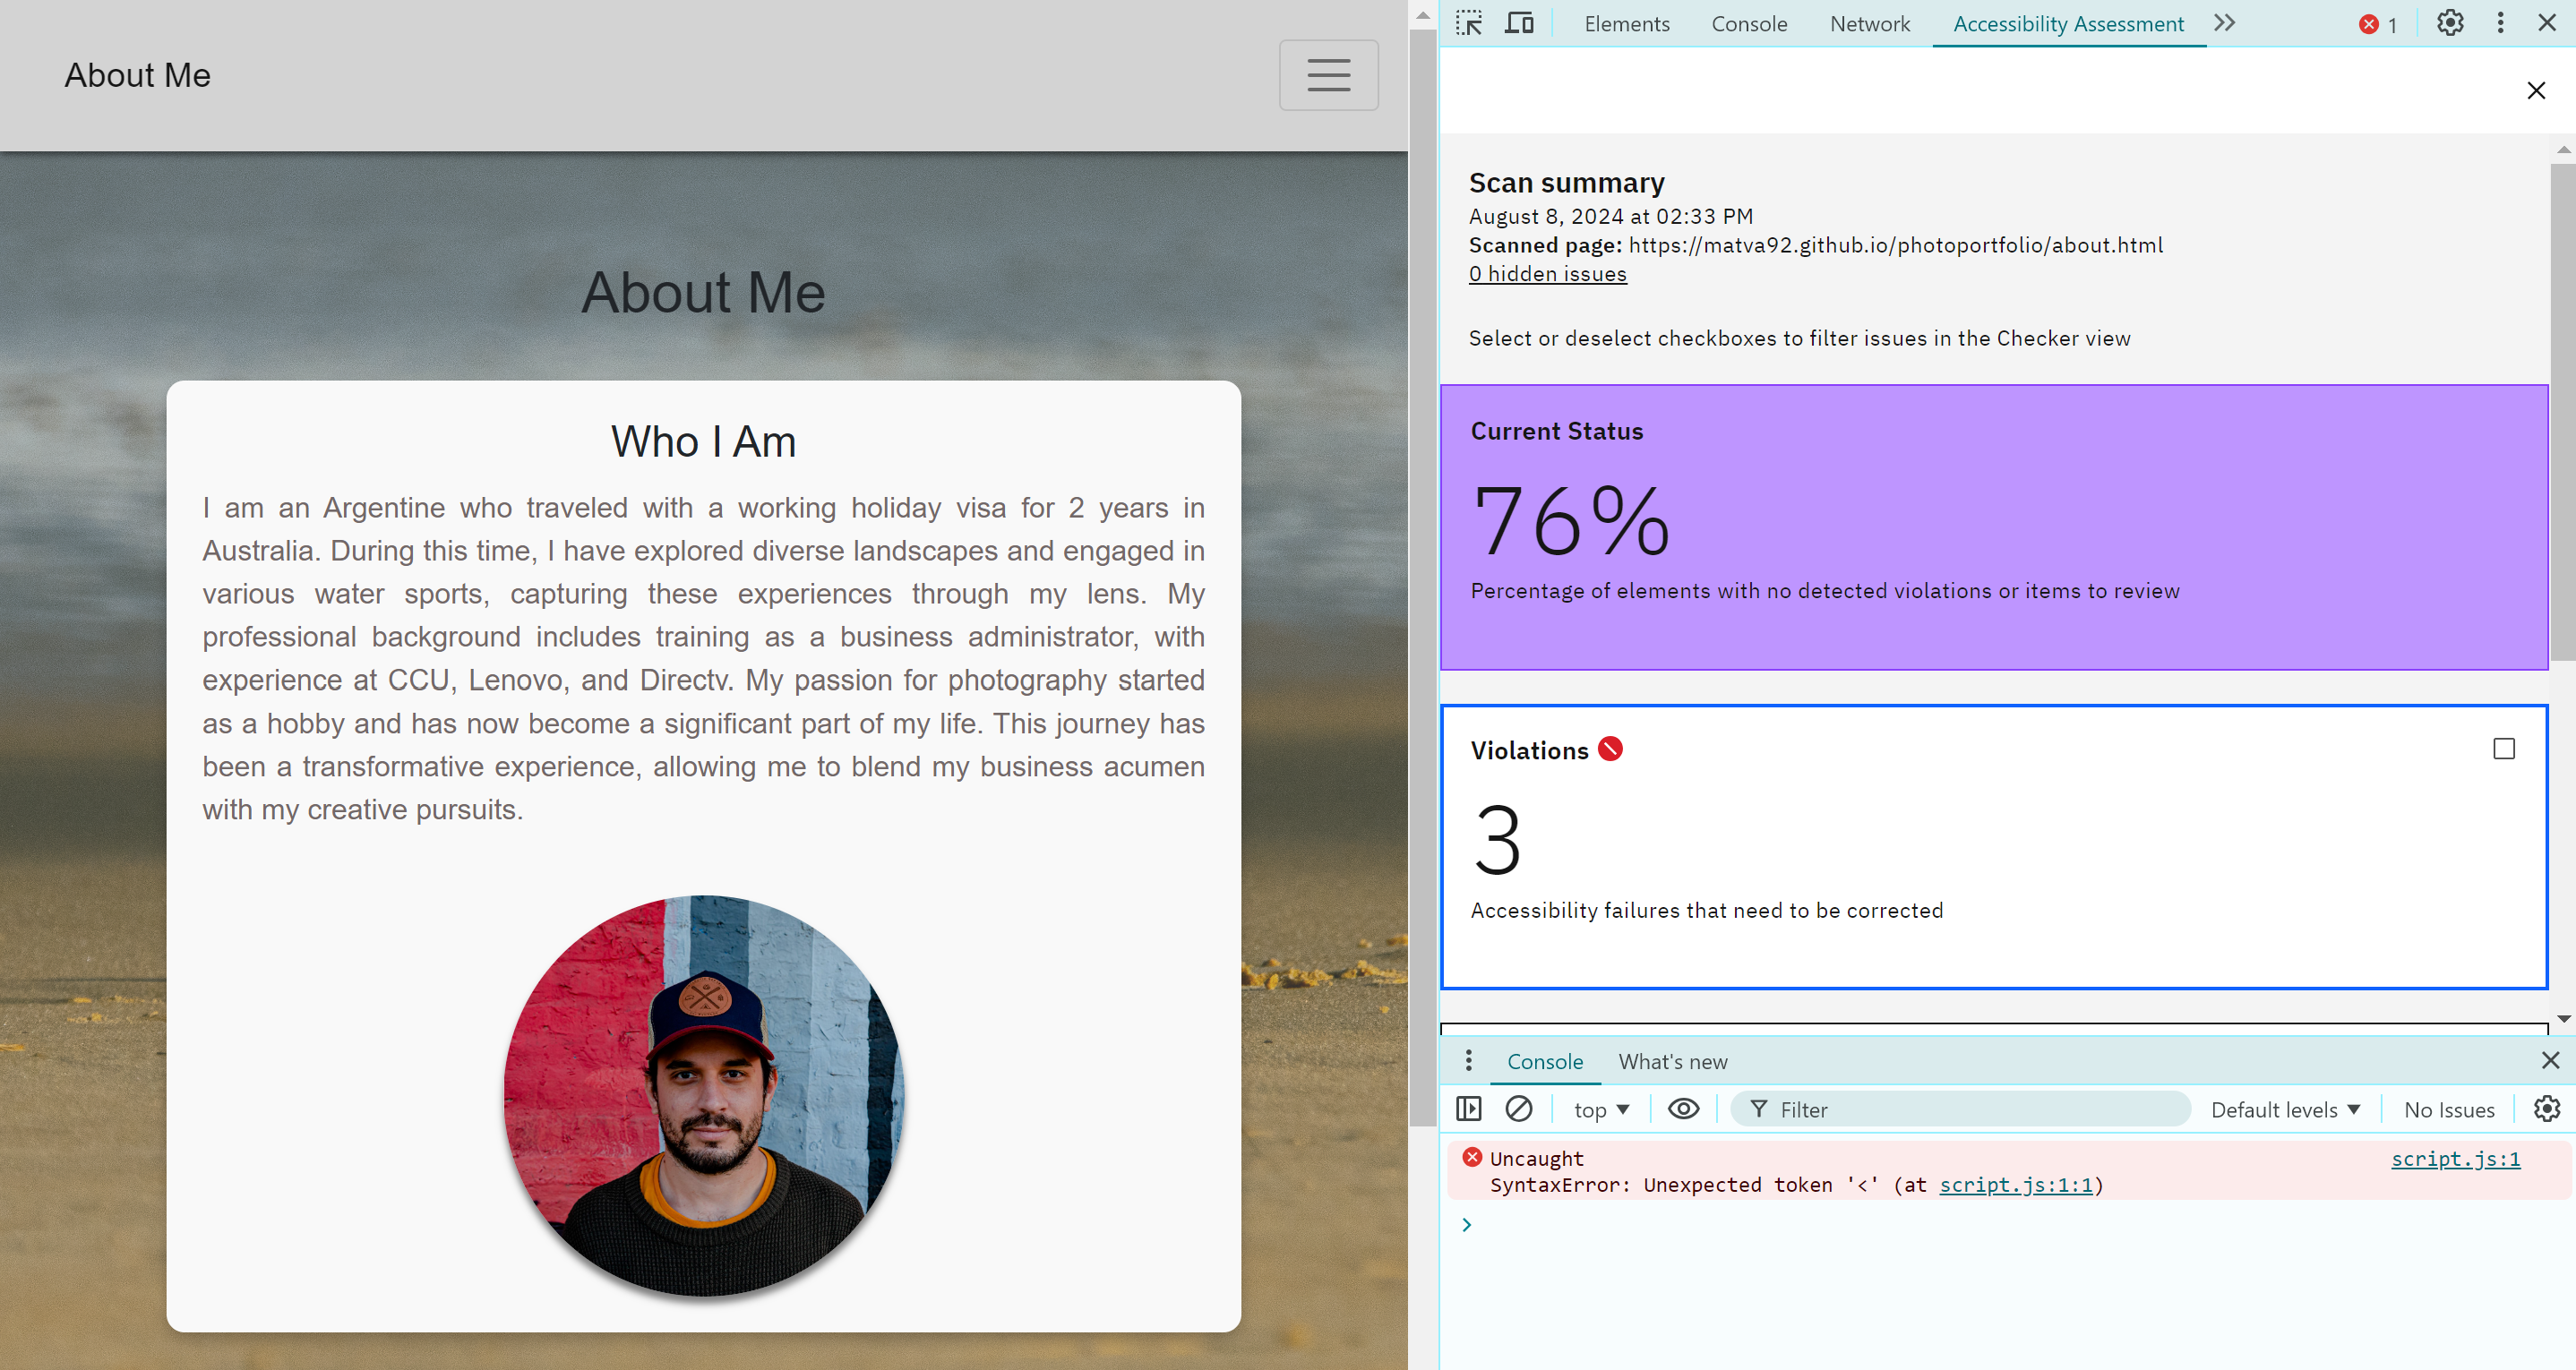 About Me
About Me
Who I Am
I am an Argentine who traveled with a working holiday visa for 2 years in
Australia. During this time, I have explored diverse landscapes and engaged in
various water sports, capturing these experiences through my lens. My
professional background includes training as a business administrator, with
experience at CCU, Lenovo, and Directv. My passion for photography started
as a hobby and has now become a significant part of my life. This journey has
been a transformative experience, allowing me to blend my business acumen
with my creative pursuits.
Elements Console Network Accessibility Assessment 1
Scan summary
August 8, 2024 at 02:33 PM
Scanned page: https://matva92.github.io/photoportfolio/about.html
0 hidden issues
Select or deselect checkboxes to filter issues in the Checker view
Current Status
76%
Percentage of elements with no detected violations or items to review
Violations
3
Accessibility failures that need to be corrected
Console What's new
top Filter Default levels No Issues
Uncaught script.js:1
SyntaxError: Unexpected token '<' (at script.js:1:1)